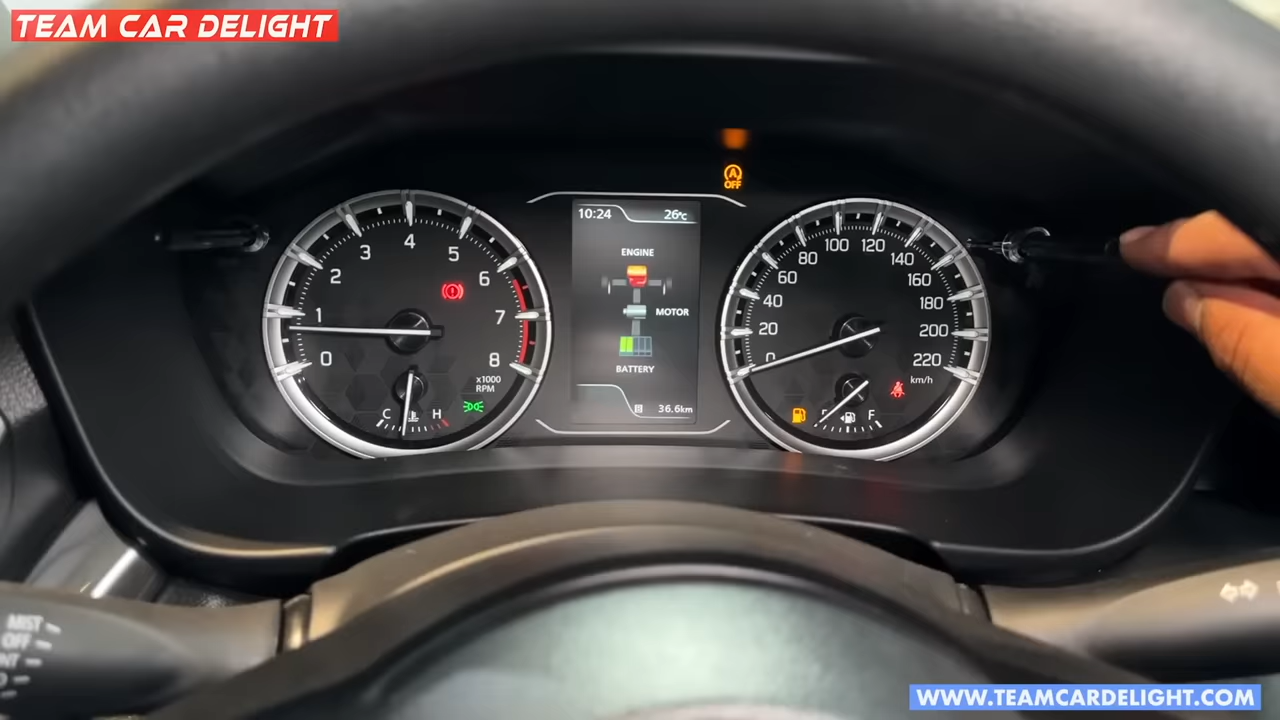 TEAM CAR DELIGHT
OFF
10:24 26°C
ENGINE
MOTOR
BATTERY
B 36.6km
0 1 2 3 4 5 6 7 8
x1000
RPM
C H
0 20 40 60 80 100 120 140 160 180 200 220
km/h
F
MIST
OFF
WWW.TEAMCARDELIGHT.COM